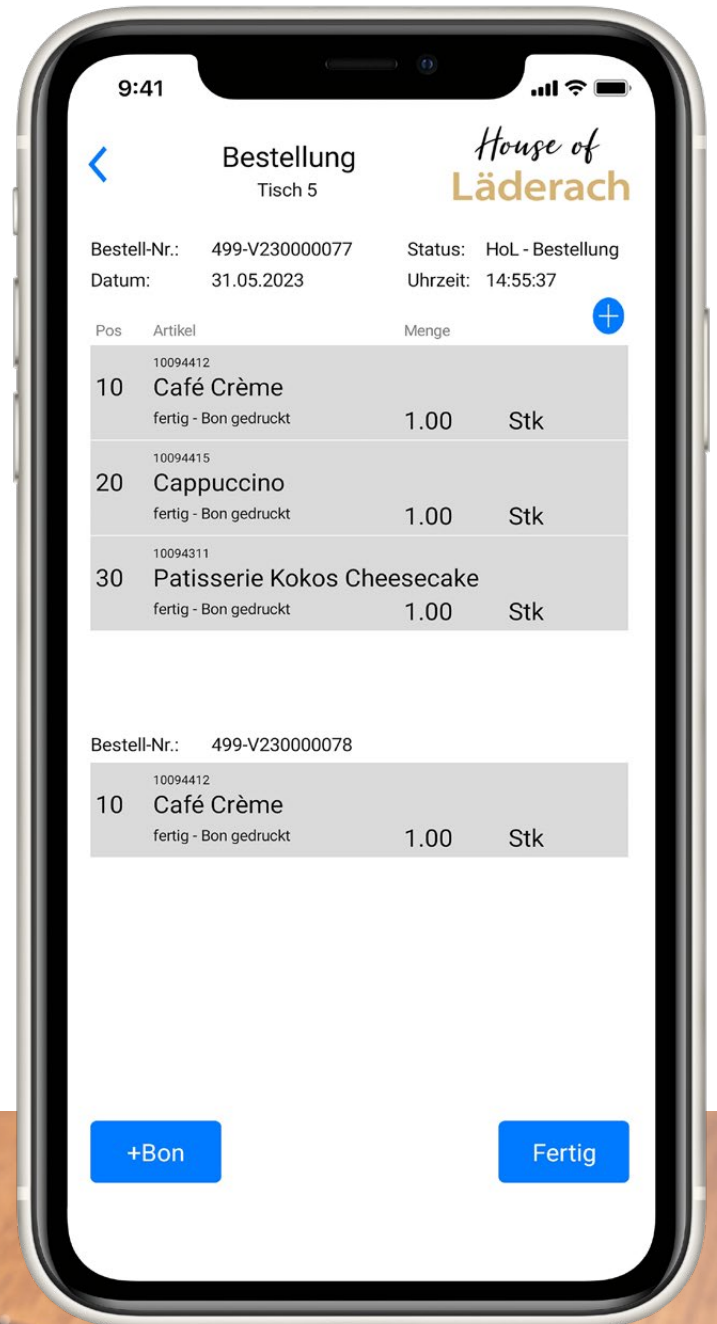 9:41
Bestellung
Tisch 5
House of
Läderach
Bestell-Nr.: 499-V230000077 Status: HoL - Bestellung
Datum: 31.05.2023 Uhrzeit: 14:55:37
Pos Artikel Menge
10094412
10 Café Crème
fertig - Bon gedruckt 1.00 Stk
10094415
20 Cappuccino
fertig - Bon gedruckt 1.00 Stk
10094311
30 Patisserie Kokos Cheesecake
fertig - Bon gedruckt 1.00 Stk
Bestell-Nr.: 499-V230000078
10094412
10 Café Crème
fertig - Bon gedruckt 1.00 Stk
+Bon Fertig